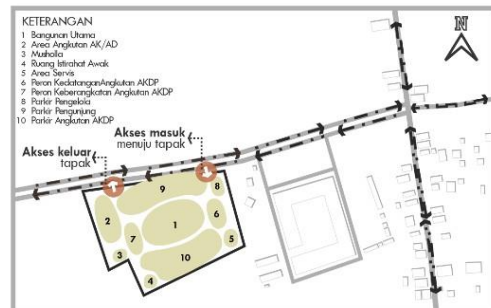 KETERANGAN
1 Bangunan Utama
2 Area Angkutan AK/AD
3 Musholla
4 Ruang Istirahat Awak
5 Area Servis
6 Peron KedatanganAngkutan AKDP
7 Peron Keberangkatan Angkutan AKDP
8 Parkir Pengelola
9 Parkir Pengunjung
10 Parkir Angkutan AKDP
N
Akses masuk
menuju tapak
Akses keluar
tapak
9
8
2
1
6
7
5
3
10
4